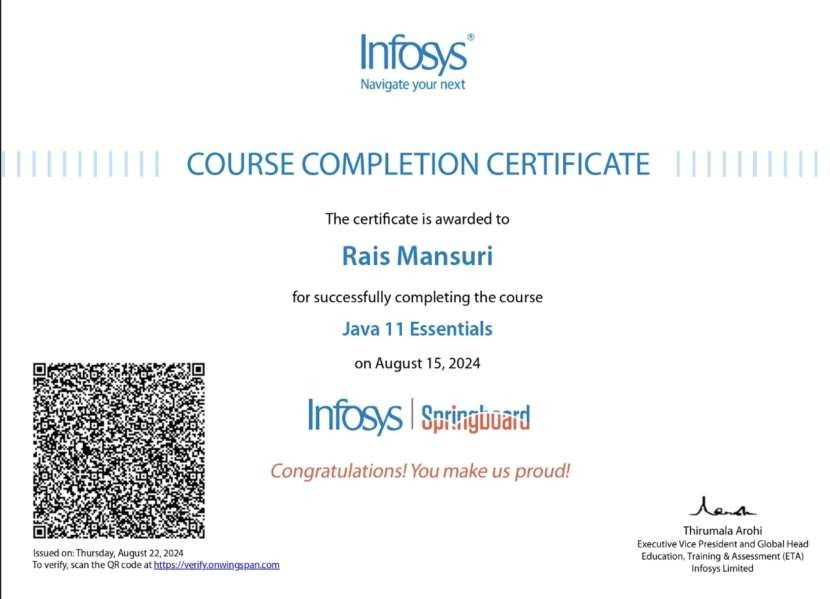 Infosys®
Navigate your next
COURSE COMPLETION CERTIFICATE
The certificate is awarded to
Rais Mansuri
for successfully completing the course
Java 11 Essentials
on August 15, 2024
Infosys | Springboard
Congratulations! You make us proud!
Issued on: Thursday, August 22, 2024
To verify, scan the QR code at https://verify.onwingspan.com
Thirumala Arohi
Executive Vice President and Global Head
Education, Training & Assessment (ETA)
Infosys Limited